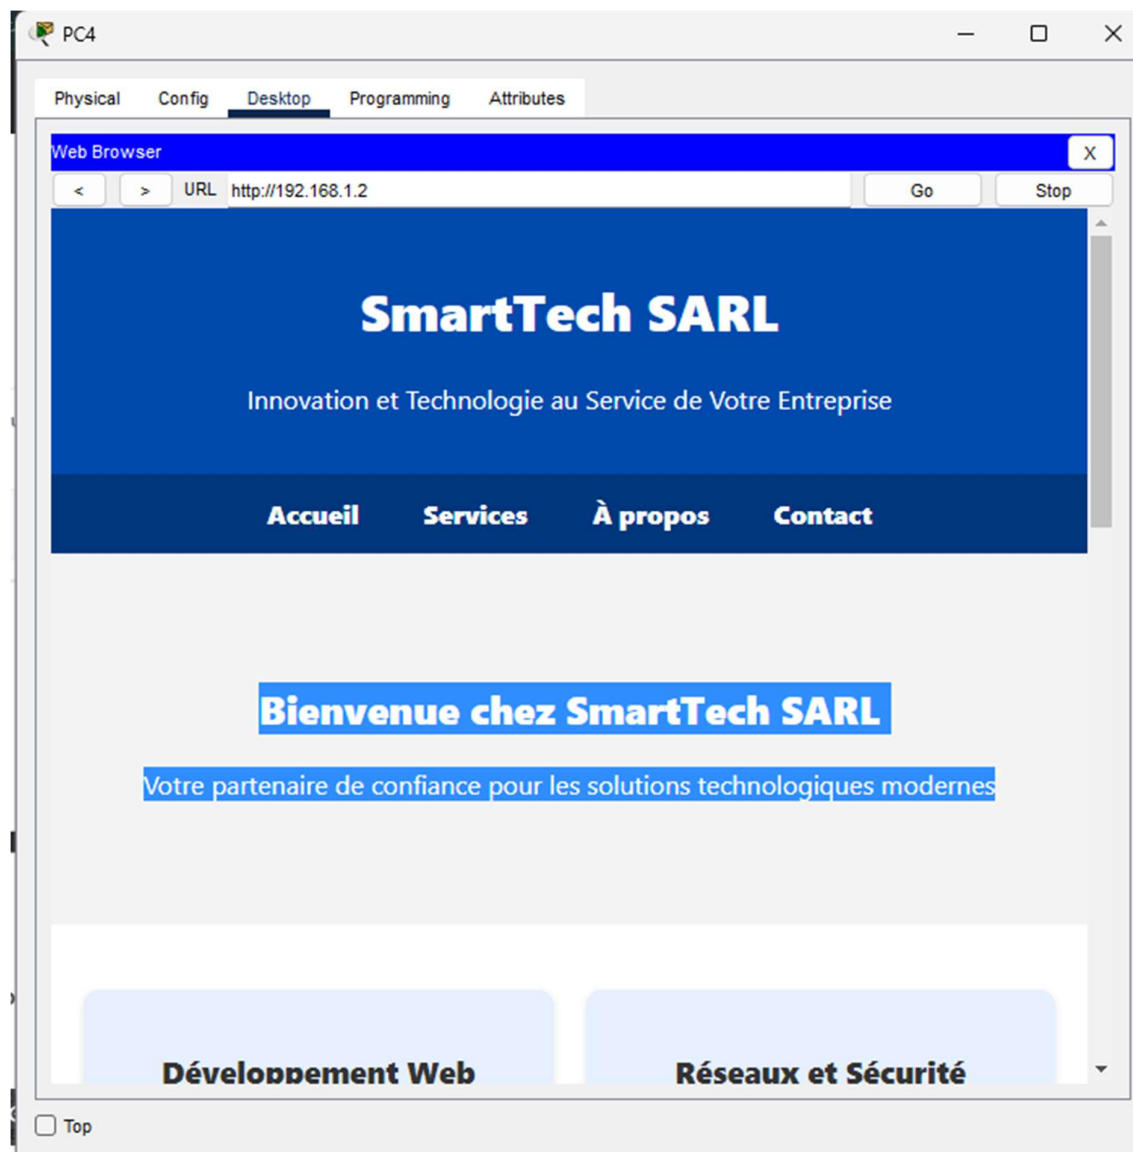 PC4
Physical Config Desktop Programming Attributes
Web Browser X
< > URL http://192.168.1.2 Go Stop
SmartTech SARL
Innovation et Technologie au Service de Votre Entreprise
Accueil Services À propos Contact
Bienvenue chez SmartTech SARL
Votre partenaire de confiance pour les solutions technologiques modernes
Développement Web Réseaux et Sécurité
Top